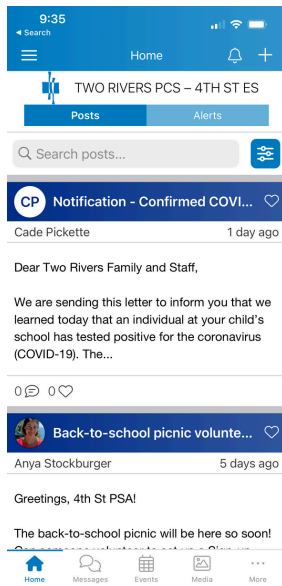 9:35
◄ Search
Home
TWO RIVERS PCS – 4TH ST ES
Posts
Alerts
Search posts...
CP Notification - Confirmed COVI...
Cade Pickette 1 day ago
Dear Two Rivers Family and Staff,
We are sending this letter to inform you that we
learned today that an individual at your child's
school has tested positive for the coronavirus
(COVID-19). The...
0 0
Back-to-school picnic volunte...
Anya Stockburger 5 days ago
Greetings, 4th St PSA!
The back-to-school picnic will be here so soon!
Home Messages Events Media More